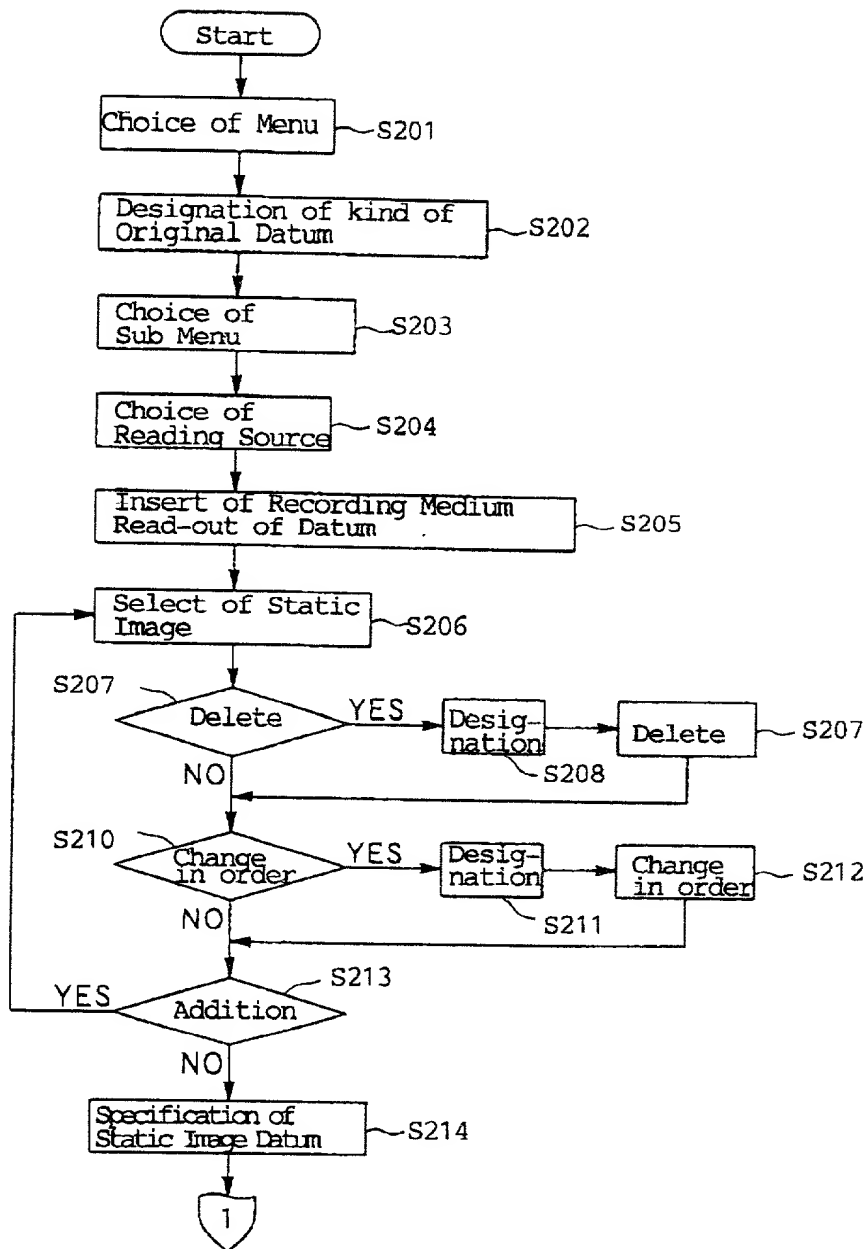 Start
Choice of Menu
S201
Designation of kind of
Original Datum
S202
Choice of
Sub Menu
S203
Choice of
Reading Source
S204
Insert of Recording Medium
Read-out of Datum
S205
Select of Static
Image
S206
S207
Delete
YES
Desig-
nation
S208
Delete
S207
NO
S210
Change
in order
YES
Desig-
nation
S211
Change
in order
S212
NO
S213
Addition
YES
NO
Specification of
Static Image Datum
S214
1